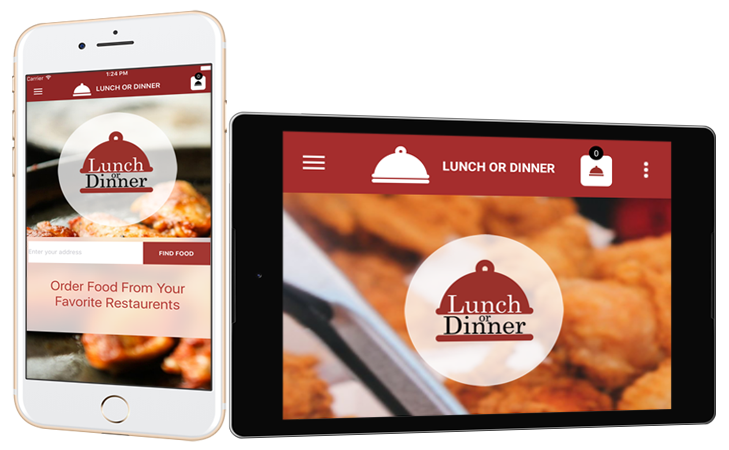 Carrier 1:24 PM
LUNCH OR DINNER
0
Lunch
or
Dinner
Enter your address
FIND FOOD
Order Food From Your
Favorite Restaurents
LUNCH OR DINNER
0
Lunch
or
Dinner